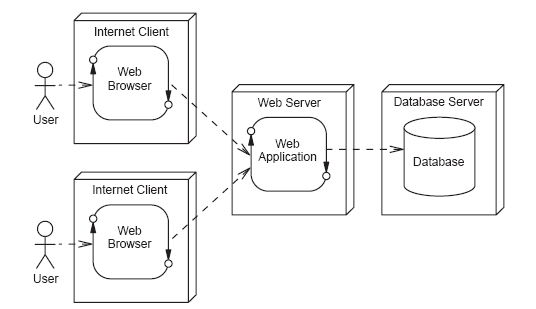 Internet Client
Web
Browser
User
Web Server
Web
Application
Database Server
Database
Internet Client
Web
Browser
User